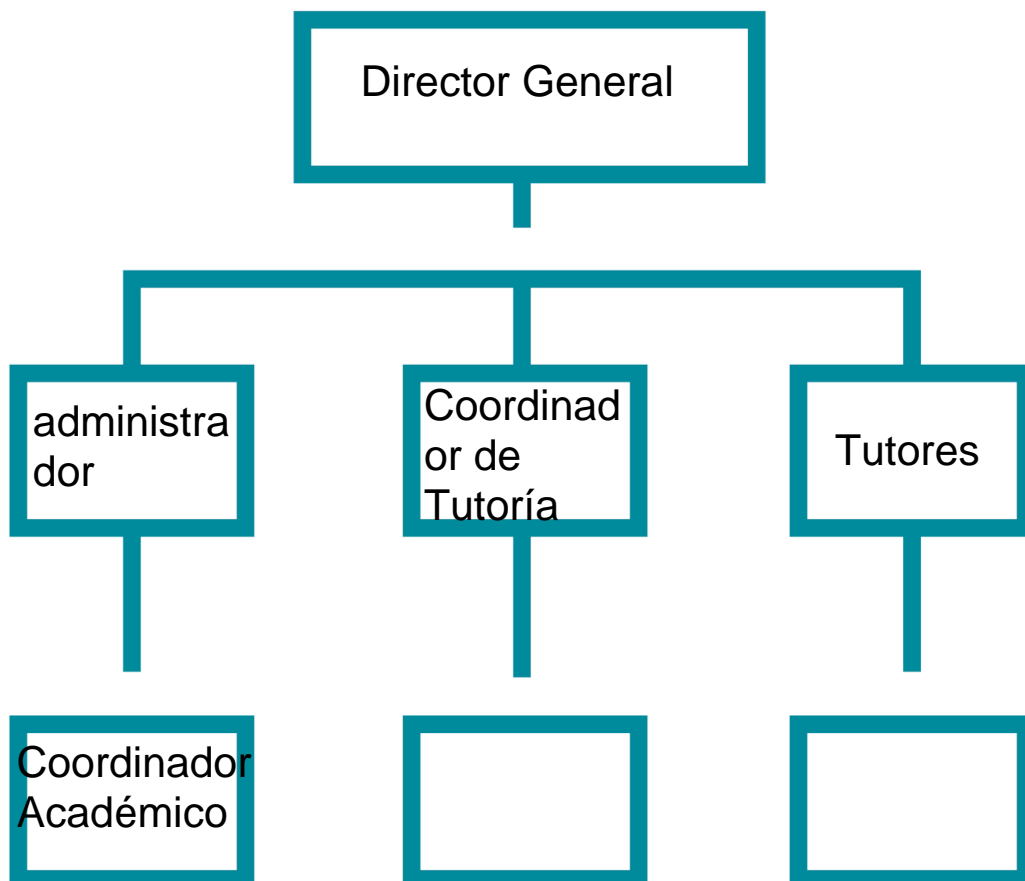 Director General
administra
dor
Coordinad
or de
Tutoría
Tutores
Coordinador
Académico